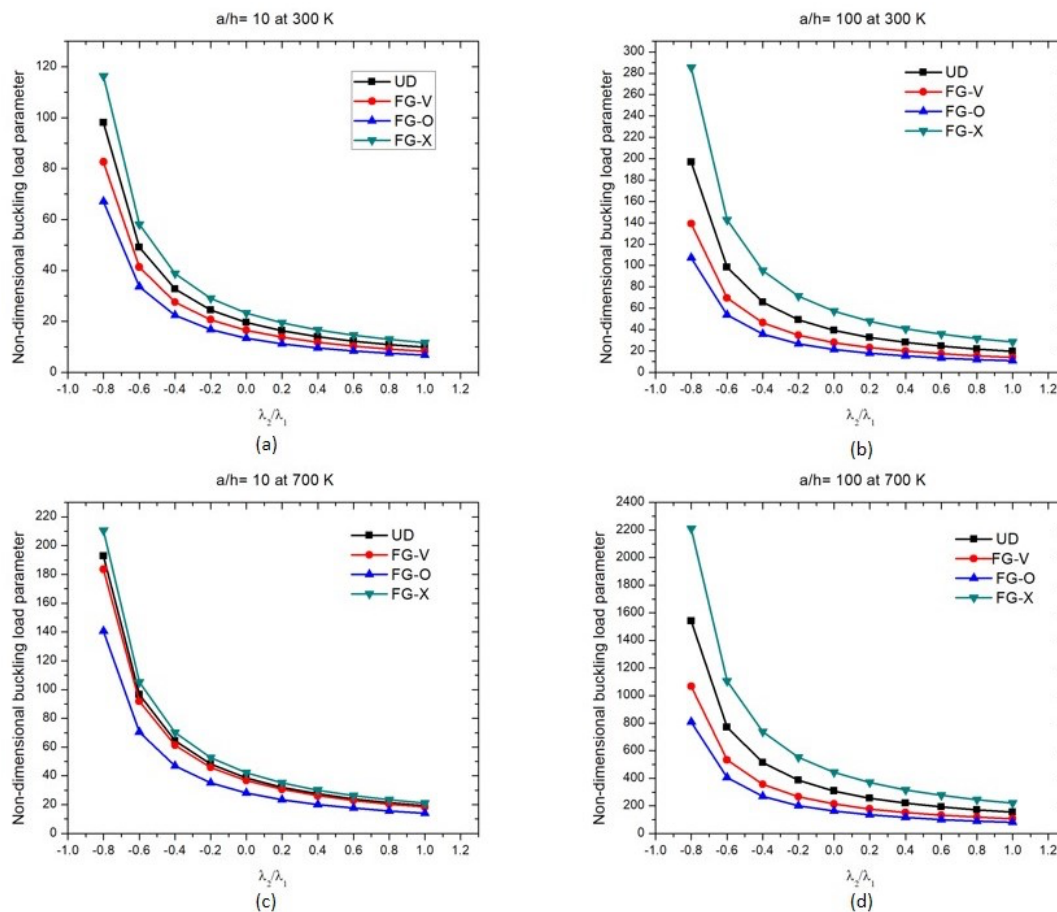 a/h= 10 at 300 K
Non-dimensional buckling load parameter
120
100
80
60
40
20
0
UD
FG-V
FG-O
FG-X
-1.0 -0.8 -0.6 -0.4 -0.2 0.0 0.2 0.4 0.6 0.8 1.0 1.2
λ₂/λ₁
(a)
a/h= 100 at 300 K
Non-dimensional buckling load parameter
300
280
260
240
220
200
180
160
140
120
100
80
60
40
20
0
UD
FG-V
FG-O
FG-X
-1.0 -0.8 -0.6 -0.4 -0.2 0.0 0.2 0.4 0.6 0.8 1.0 1.2
λ₂/λ₁
(b)
a/h= 10 at 700 K
Non-dimensional buckling load parameter
220
200
180
160
140
120
100
80
60
40
20
0
UD
FG-V
FG-O
FG-X
-1.0 -0.8 -0.6 -0.4 -0.2 0.0 0.2 0.4 0.6 0.8 1.0 1.2
λ₂/λ₁
(c)
a/h= 100 at 700 K
Non-dimensional buckling load parameter
2400
2200
2000
1800
1600
1400
1200
1000
800
600
400
200
0
UD
FG-V
FG-O
FG-X
-1.0 -0.8 -0.6 -0.4 -0.2 0.0 0.2 0.4 0.6 0.8 1.0 1.2
λ₂/λ₁
(d)